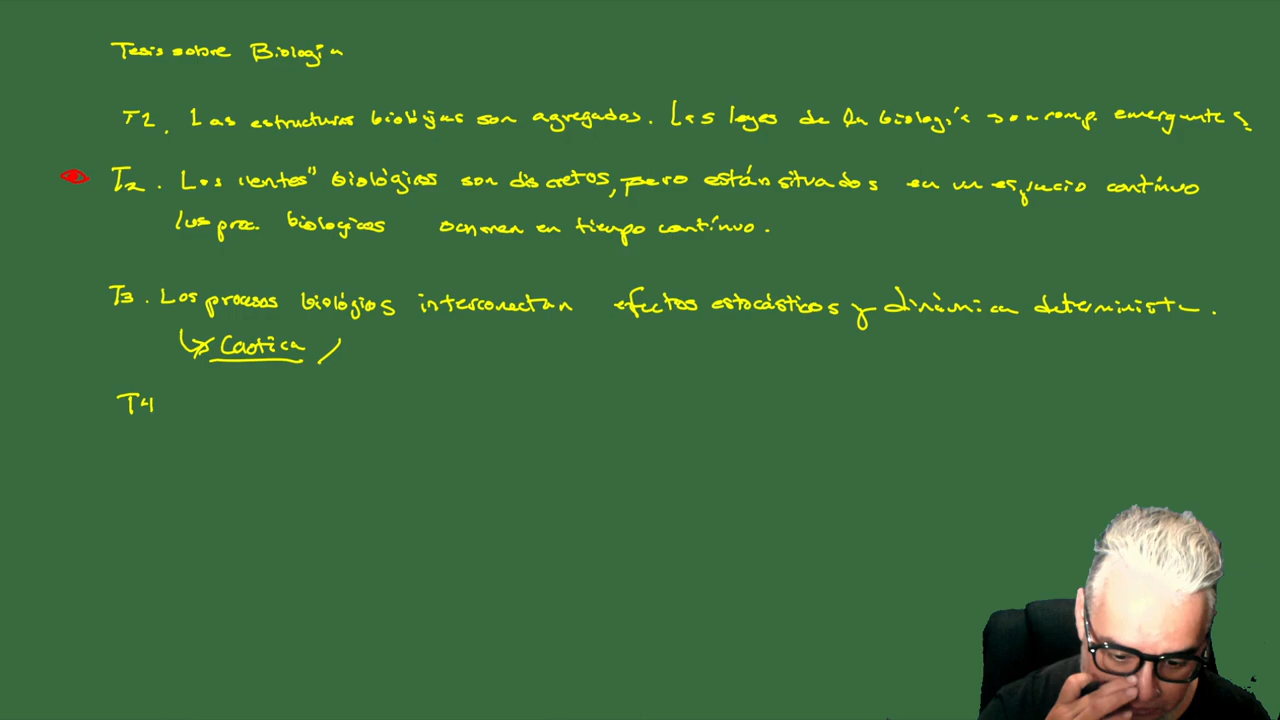 Tesis sobre Biología
T1. Las estructuras biológicas son agregados. Las leyes de la biología son comp. emergentes
T2. Los "entes" biológicos son discretos, pero están situados en un espacio continuo
los proc. biologicos ocurren en tiempo continuo.
T3. Los procesos biológios interconectan efectos estocásticos y dinámica determinista.
Caotica
T4